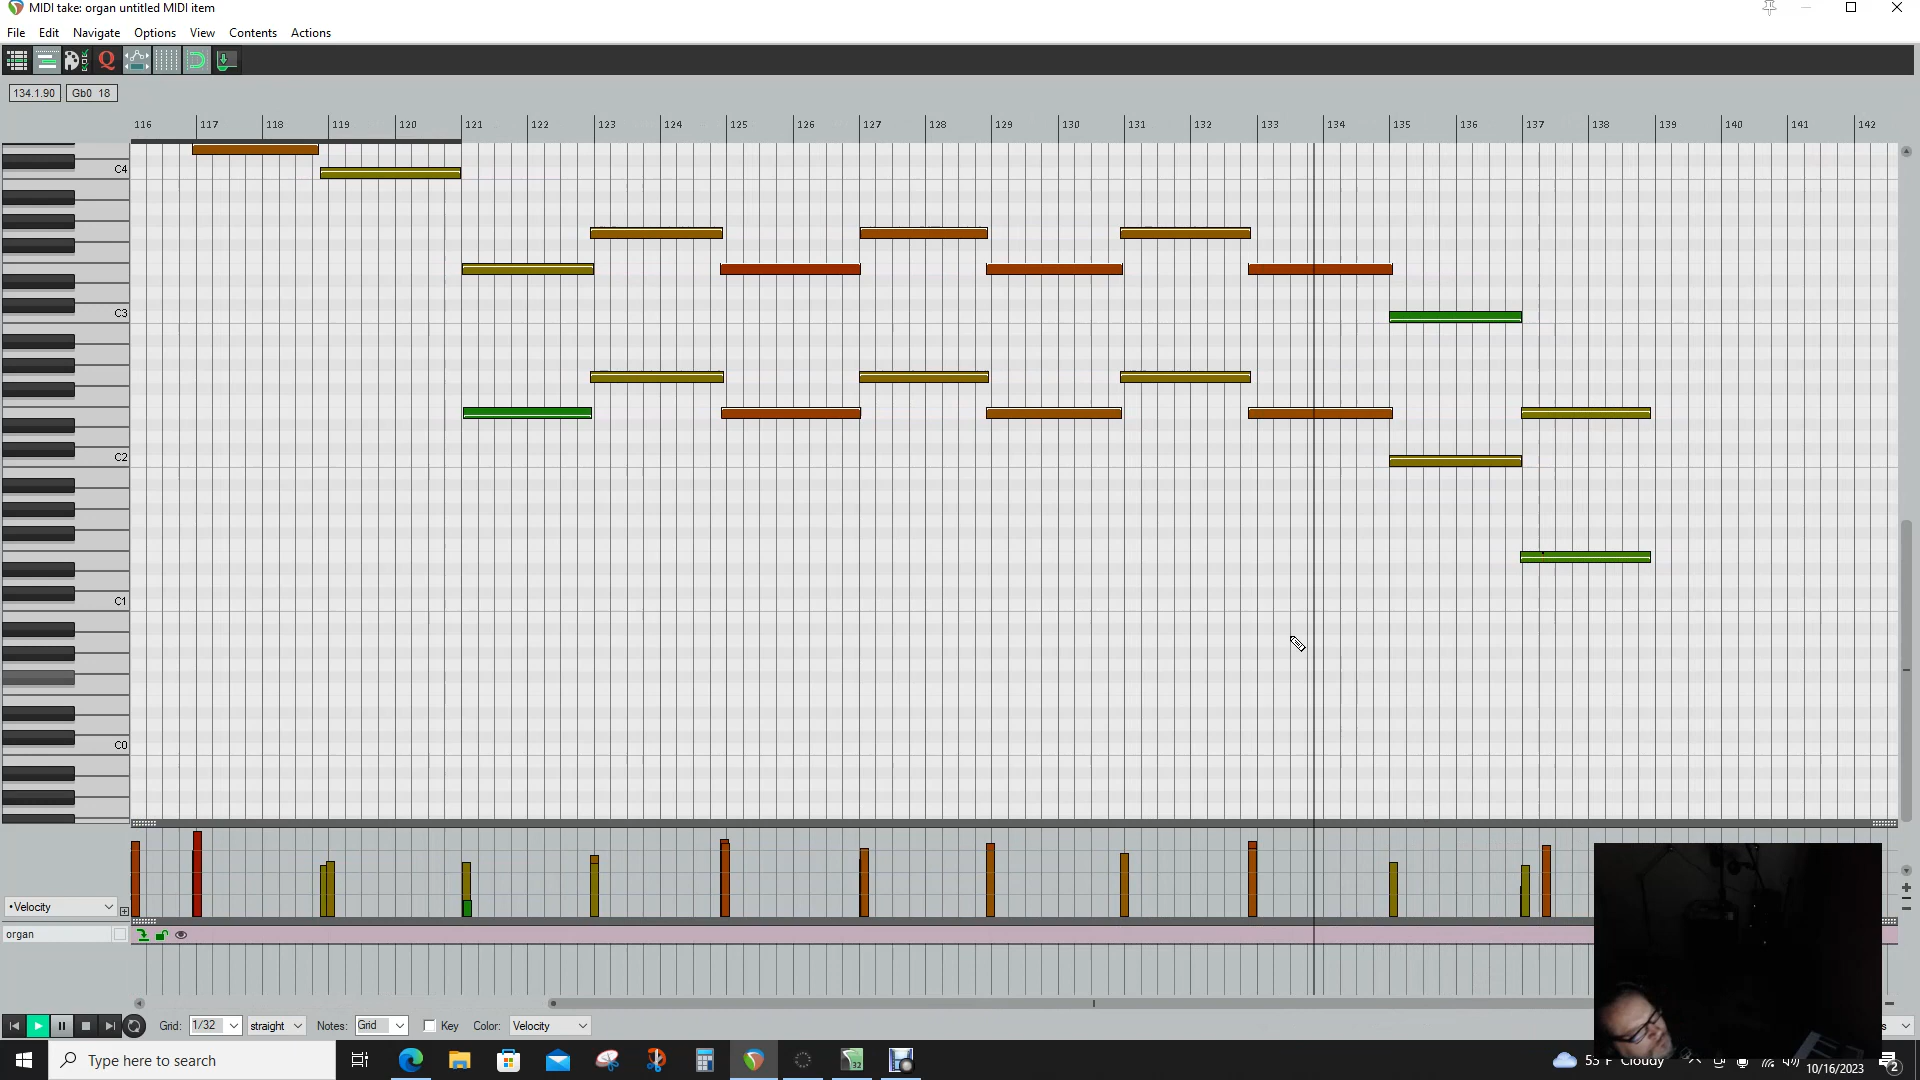 MIDI take: organ untitled MIDI item
File Edit Navigate Options View Contents Actions
Q
134.1.90 Gb0 18
116 117 118 119 120 121 122 123 124 125 126 127 128 129 130 131 132 133 134 135 136 137 138 139 140 141 142
C4
C3
C2
C1
C0
•Velocity
organ
Grid: 1/32 straight Notes: Grid Key Color: Velocity
Type here to search
32
Cloudy
10/16/2023
2